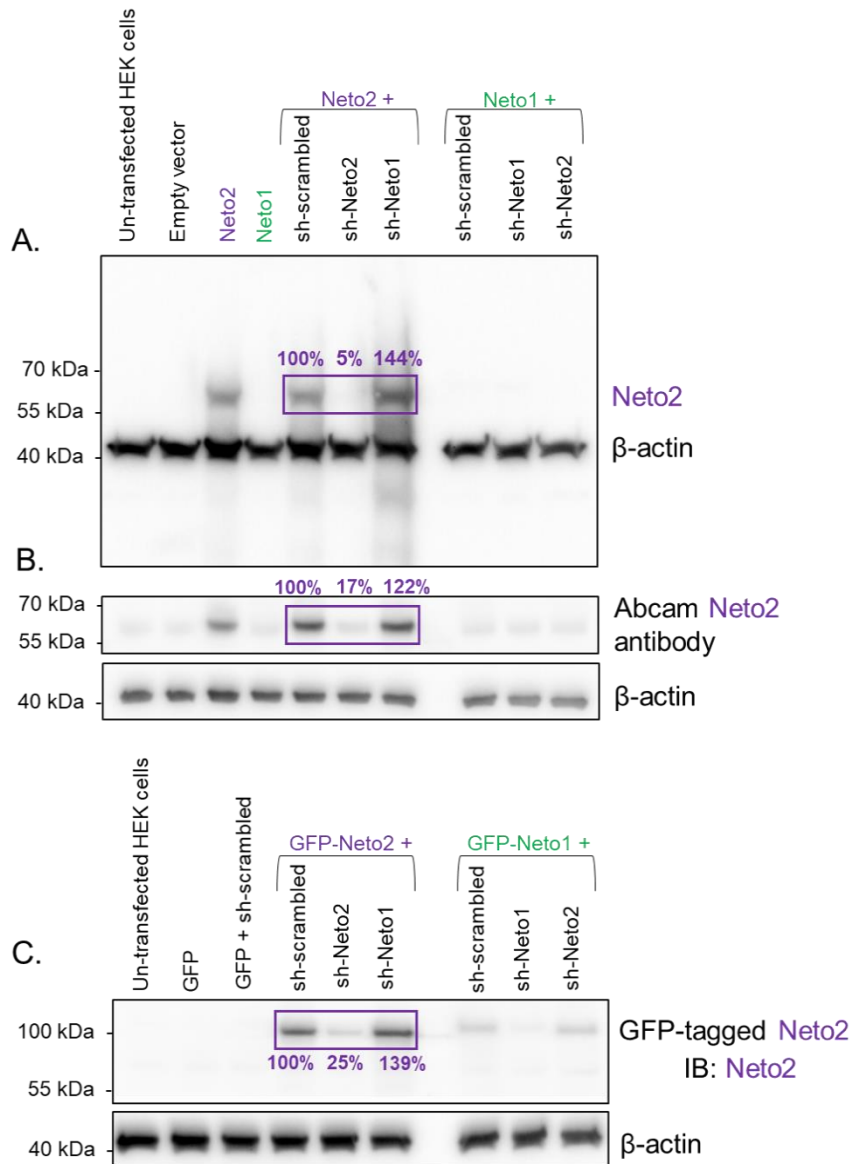 Neto2 +
Neto1 +
Un-transfected HEK cells
Empty vector
Neto2
Neto1
sh-scrambled
sh-Neto2
sh-Neto1
sh-scrambled
sh-Neto1
sh-Neto2
A.
100% 5% 144%
70 kDa
Neto2
55 kDa
β-actin
40 kDa
B.
100% 17% 122%
70 kDa
Abcam Neto2
antibody
55 kDa
40 kDa
β-actin
GFP-Neto2 +
GFP-Neto1 +
Un-transfected HEK cells
GFP
GFP + sh-scrambled
sh-scrambled
sh-Neto2
sh-Neto1
sh-scrambled
sh-Neto1
sh-Neto2
C.
100 kDa
GFP-tagged Neto2
100% 25% 139%
IB: Neto2
55 kDa
40 kDa
β-actin